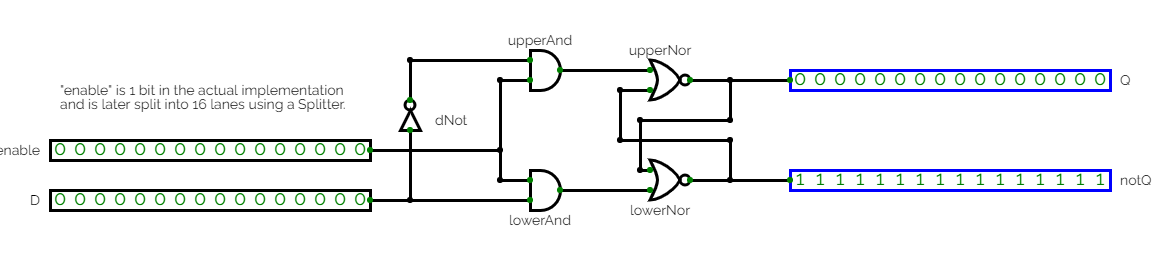 upperAnd
upperNor
0 0 0 0 0 0 0 0 0 0 0 0 0 0 0 0 Q
"enable" is 1 bit in the actual implementation
and is later split into 16 lanes using a Splitter.
dNot
enable 0 0 0 0 0 0 0 0 0 0 0 0 0 0 0 0
1 1 1 1 1 1 1 1 1 1 1 1 1 1 1 1 notQ
D 0 0 0 0 0 0 0 0 0 0 0 0 0 0 0 0
lowerNor
lowerAnd